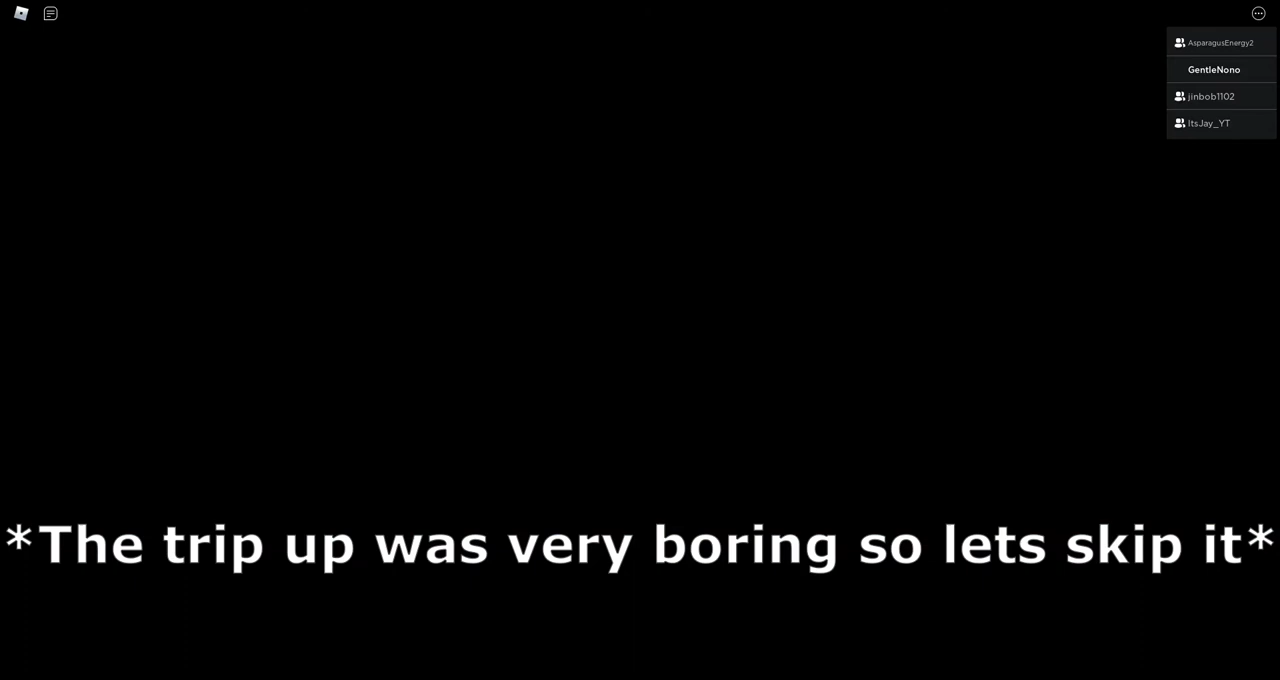 AsparagusEnergy2
GentleNono
jinbob1102
ItsJay_YT
*The trip up was very boring so lets skip it*